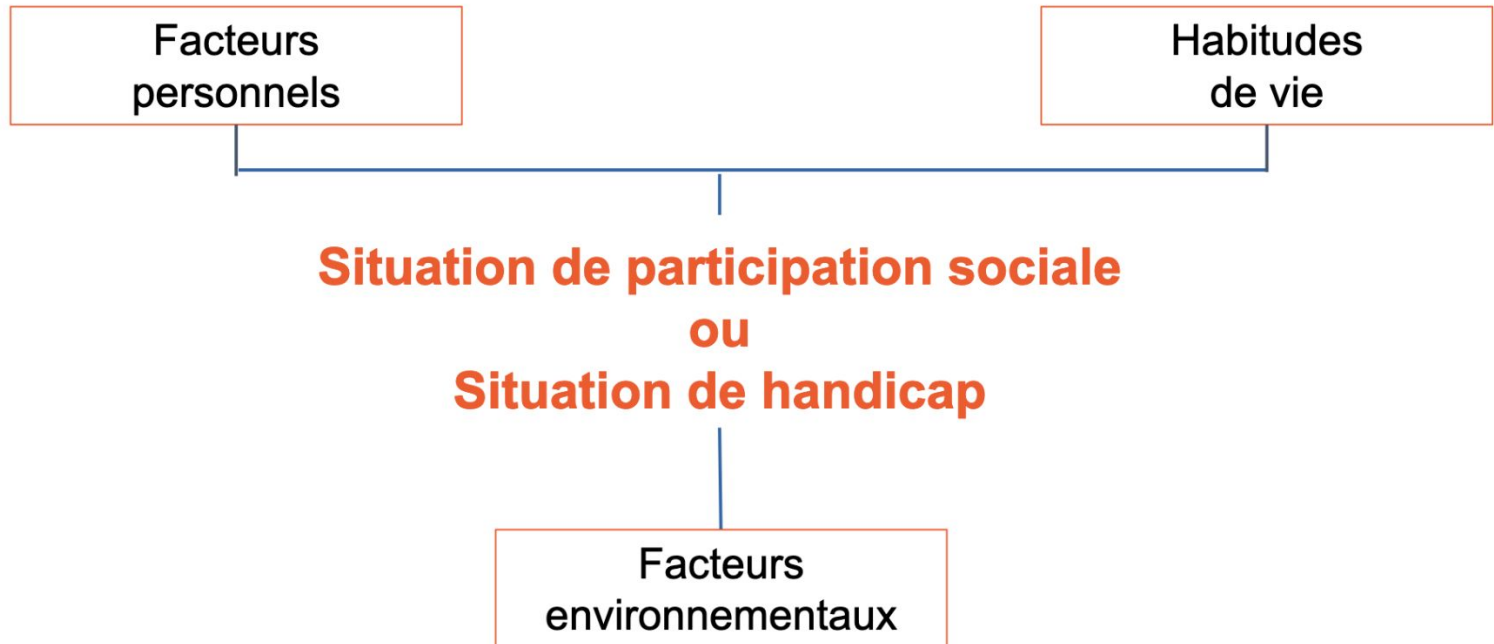 Facteurs
personnels
Habitudes
de vie
Situation de participation sociale
ou
Situation de handicap
Facteurs
environnementaux